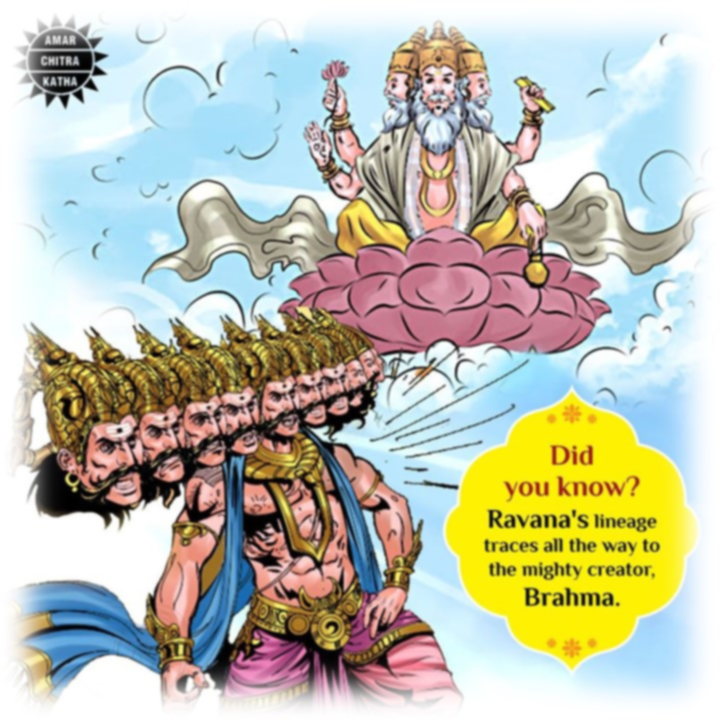 AMAR
CHITRA
KATHA
Did
you know?
Ravana's lineage
traces all the way to
the mighty creator,
Brahma.